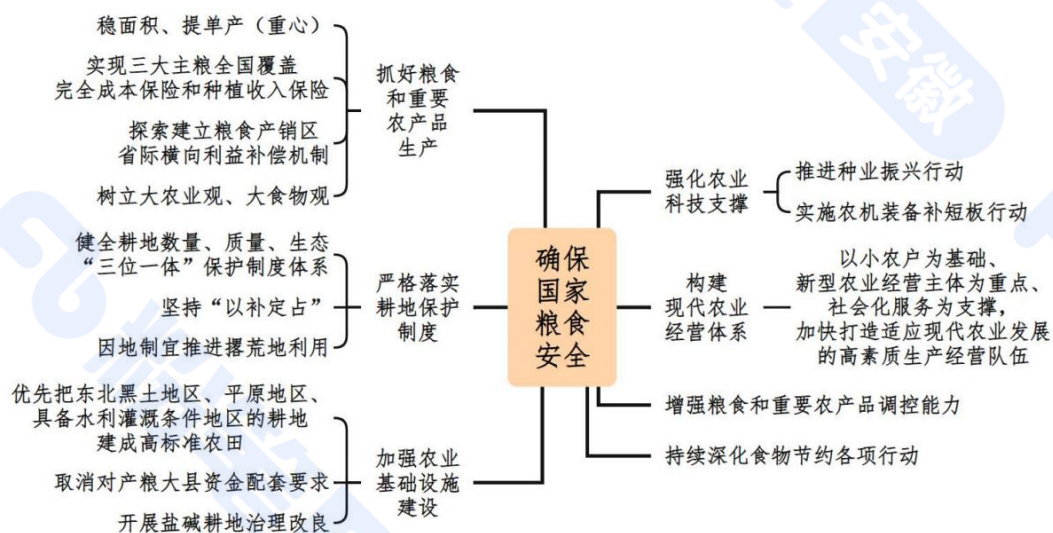 稳面积、提单产（重心）
实现三大主粮全国覆盖
完全成本保险和种植收入保险
探索建立粮食产销区
省际横向利益补偿机制
树立大农业观、大食物观
抓好粮食
和重要
农产品
生产
健全耕地数量、质量、生态
“三位一体”保护制度体系
坚持“以补定占”
因地制宜推进撂荒地利用
严格落实
耕地保护
制度
优先把东北黑土地区、平原地区、
具备水利灌溉条件地区的耕地
建成高标准农田
取消对产粮大县资金配套要求
开展盐碱耕地治理改良
加强农业
基础设施
建设
确保
国家
粮食
安全
强化农业
科技支撑
推进种业振兴行动
实施农机装备补短板行动
构建
现代农业
经营体系
以小农户为基础、
新型农业经营主体为重点、
社会化服务为支撑，
加快打造适应现代农业发展
的高素质生产经营队伍
增强粮食和重要农产品调控能力
持续深化食物节约各项行动
安徽